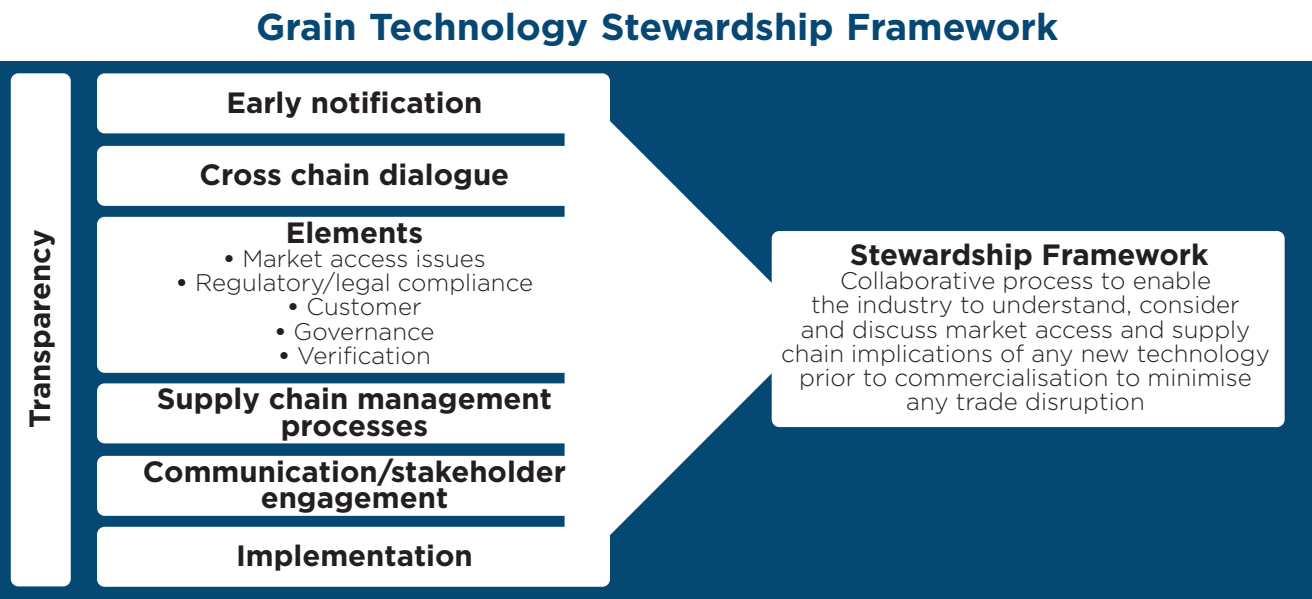 Grain Technology Stewardship Framework
Transparency
Early notification
Cross chain dialogue
Elements
• Market access issues
• Regulatory/legal compliance
• Customer
• Governance
• Verification
Supply chain management
processes
Communication/stakeholder
engagement
Implementation
Stewardship Framework
Collaborative process to enable
the industry to understand, consider
and discuss market access and supply
chain implications of any new technology
prior to commercialisation to minimise
any trade disruption